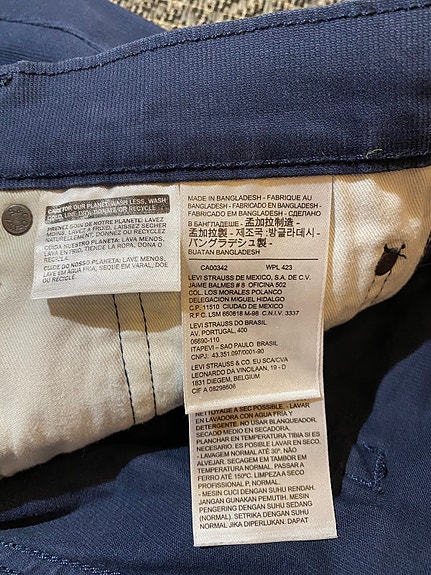 CARE FOR OUR PLANET: WASH LESS, WASH
COLD, LINE DRY, DONATE OR RECYCLE
PRENEZ SOIN DE NOTRE PLANÈTE: LAVEZ
MOINS, LAVEZ À FROID, LAISSEZ SÉCHER
NATURELLEMENT, DONNEZ OU RECYCLEZ
CUIDA NUESTRO PLANETA: LAVA MENOS,
LAVA EN FRÍO, TIENDE LA ROPA, DONA O
RECICLA
CUIDE DO NOSSO PLANETA: LAVE MENOS,
LAVE EM ÁGUA FRIA, SEQUE EM VARAL, DOE
OU RECICLE
MADE IN BANGLADESH - FABRIQUE AU
BANGLADESH - FABRICADO EN BANGLADESH -
FABRICADO EM BANGLADESH - СДЕЛАНО
В БАНГЛАДЕШЕ - 孟加拉制造 -
孟加拉製 - 제조국 :방글라데시 -
バングラデシュ製 -
BUATAN BANGLADESH
CA00342 WPL 423
LEVI STRAUSS DE MEXICO, S.A. DE C.V.
JAIME BALMES # 8 OFICINA 502
COL LOS MORALES POLANCO
DELEGACION MIGUEL HIDALGO
C.P. 11510 CIUDAD DE MEXICO
R.F.C. LSM 860818 M-98 C.N.I.V. 3337
LEVI STRAUSS DO BRASIL
AV. PORTUGAL, 400
06690-110
ITAPEVI – SAO PAULO BRASIL
CNPJ: 43.351.097/0001-90
LEVI STRAUSS & CO. EU SCA/CVA
LEONARDO DA VINCILAAN, 19 - D
1831 DIEGEM, BELGIUM
CIF A 08298606
NETTOYAGE A SEC POSSIBLE. - LAVAR
EN LAVADORA CON AGUA FRIA Y
DETERGENTE. NO USAR BLANQUEADOR.
SECADO MEDIO EN SECADORA.
PLANCHAR EN TEMPERATURA TIBIA SI ES
NECESARIO. ES POSIBLE LAVAR EN SECO.
- LAVAGEM NORMAL ATÉ 30º. NÃO
ALVEJAR. SECAGEM EM TAMBOR EM
TEMPERATURA NORMAL. PASSAR A
FERRO ATÉ 150ºC. LIMPEZA A SECO
PROFISSIONAL P, NORMAL.
- MESIN CUCI DENGAN SUHU RENDAH.
JANGAN GUNAKAN PEMUTIH. MESIN
PENGERING DENGAN SUHU SEDANG
(NORMAL). SETRIKA DENGAN SUHU
NORMAL JIKA DIPERLUKAN. DAPAT